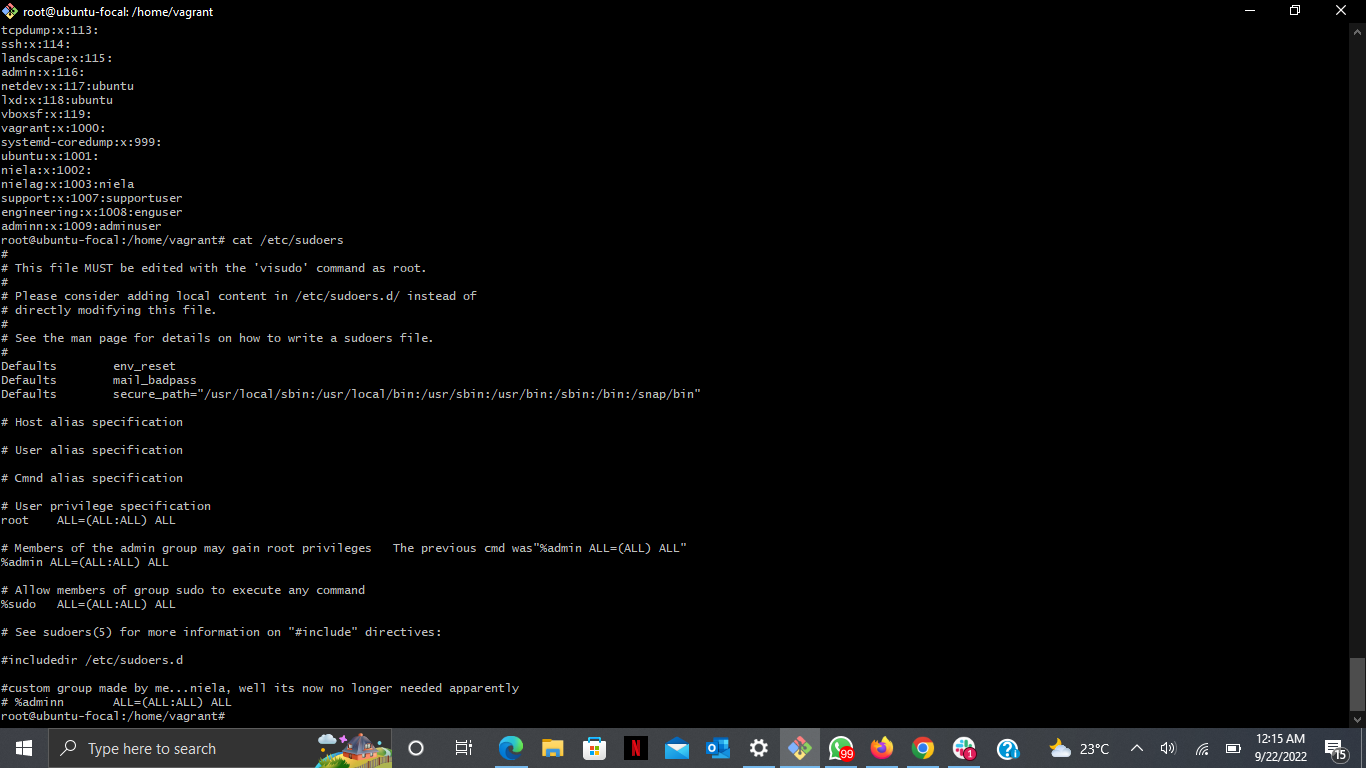 root@ubuntu-focal: /home/vagrant
tcpdump:x:113:
ssh:x:114:
landscape:x:115:
admin:x:116:
netdev:x:117:ubuntu
lxd:x:118:ubuntu
vboxsf:x:119:
vagrant:x:1000:
systemd-coredump:x:999:
ubuntu:x:1001:
niela:x:1002:
nielag:x:1003:niela
support:x:1007:supportuser
engineering:x:1008:enguser
adminn:x:1009:adminuser
root@ubuntu-focal:/home/vagrant# cat /etc/sudoers
#
# This file MUST be edited with the 'visudo' command as root.
#
# Please consider adding local content in /etc/sudoers.d/ instead of
# directly modifying this file.
#
# See the man page for details on how to write a sudoers file.
#
Defaults        env_reset
Defaults        mail_badpass
Defaults        secure_path="/usr/local/sbin:/usr/local/bin:/usr/sbin:/usr/bin:/sbin:/bin:/snap/bin"
# Host alias specification
# User alias specification
# Cmnd alias specification
# User privilege specification
root    ALL=(ALL:ALL) ALL
# Members of the admin group may gain root privileges   The previous cmd was"%admin ALL=(ALL) ALL"
%admin ALL=(ALL:ALL) ALL
# Allow members of group sudo to execute any command
%sudo   ALL=(ALL:ALL) ALL
# See sudoers(5) for more information on "#include" directives:
#includedir /etc/sudoers.d
#custom group made by me...niela, well its now no longer needed apparently
# %adminn       ALL=(ALL:ALL) ALL
root@ubuntu-focal:/home/vagrant#
Type here to search
N
99
1
23°C
12:15 AM
9/22/2022
15